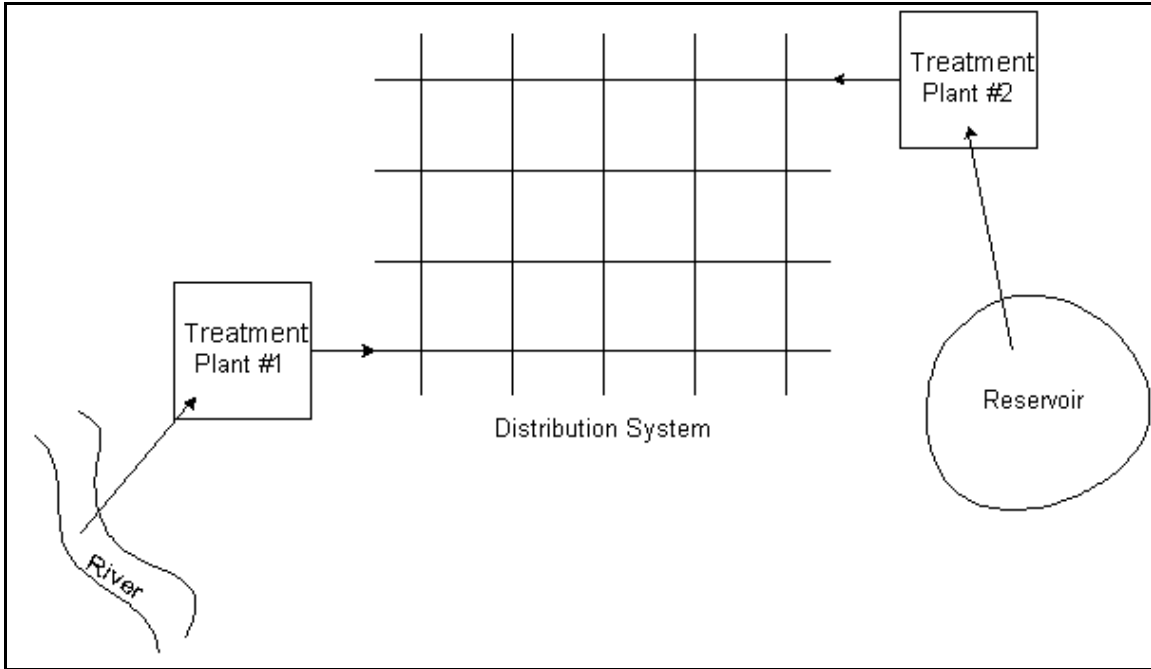 Treatment
Plant #2
Treatment
Plant #1
Reservoir
Distribution System
River